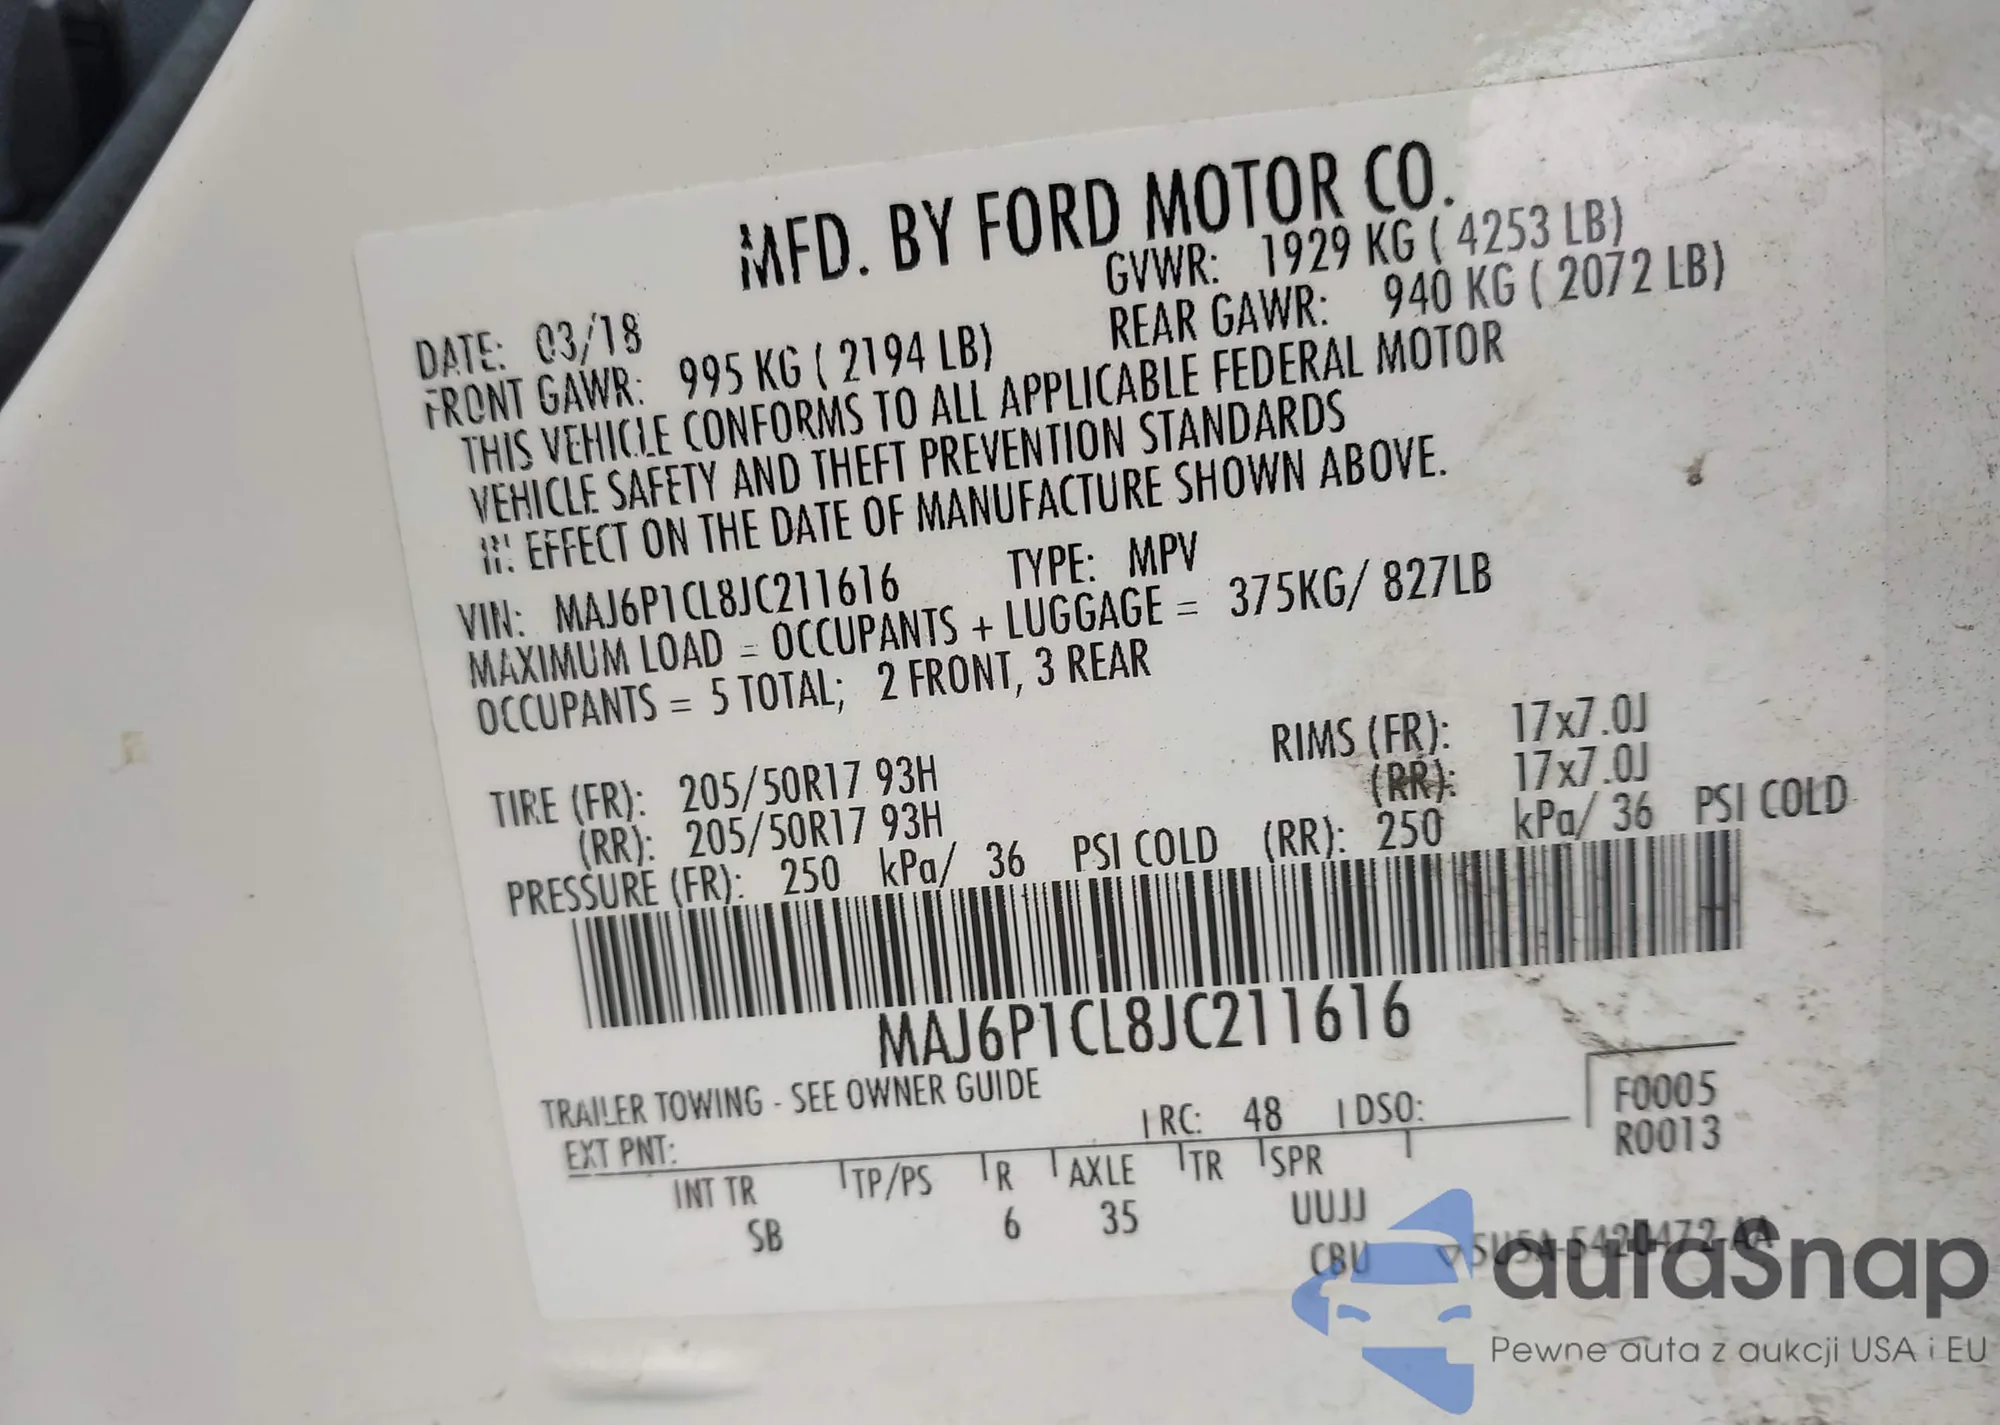 MFD. BY FORD MOTOR CO.
DATE: 03/18 GVWR: 1929 KG ( 4253 LB)
FRONT GAWR: 995 KG ( 2194 LB) REAR GAWR: 940 KG ( 2072 LB)
THIS VEHICLE CONFORMS TO ALL APPLICABLE FEDERAL MOTOR
VEHICLE SAFETY AND THEFT PREVENTION STANDARDS
IN EFFECT ON THE DATE OF MANUFACTURE SHOWN ABOVE.
VIN: MAJ6P1CL8JC211616 TYPE: MPV
MAXIMUM LOAD = OCCUPANTS + LUGGAGE = 375KG/ 827LB
OCCUPANTS = 5 TOTAL; 2 FRONT, 3 REAR
TIRE (FR): 205/50R17 93H RIMS (FR): 17x7.0J
(RR): 205/50R17 93H (RR): 17x7.0J
PRESSURE (FR): 250 kPa/ 36 PSI COLD (RR): 250 kPa/ 36 PSI COLD
MAJ6P1CL8JC211616
TRAILER TOWING - SEE OWNER GUIDE
EXT PNT: RC: 48 DSO: F0005
R0013
INT TR TP/PS R AXLE TR SPR
SB 6 35 UUJJ
CBU 5U5A-5420472-AA
autaSnap
Pewne auta z aukcji USA i EU